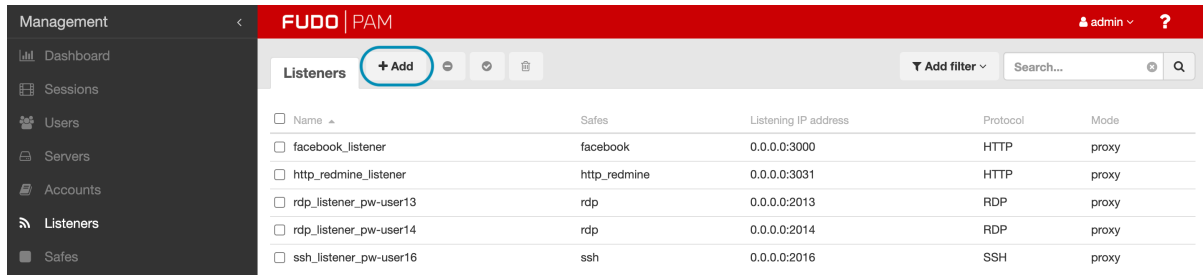 Management
FUDO PAM
admin
?
Dashboard
Sessions
Users
Servers
Accounts
Listeners
Safes
Listeners
+ Add
Add filter
Search...
Name Safes Listening IP address Protocol Mode
facebook_listener facebook 0.0.0.0:3000 HTTP proxy
http_redmine_listener http_redmine 0.0.0.0:3031 HTTP proxy
rdp_listener_pw-user13 rdp 0.0.0.0:2013 RDP proxy
rdp_listener_pw-user14 rdp 0.0.0.0:2014 RDP proxy
ssh_listener_pw-user16 ssh 0.0.0.0:2016 SSH proxy